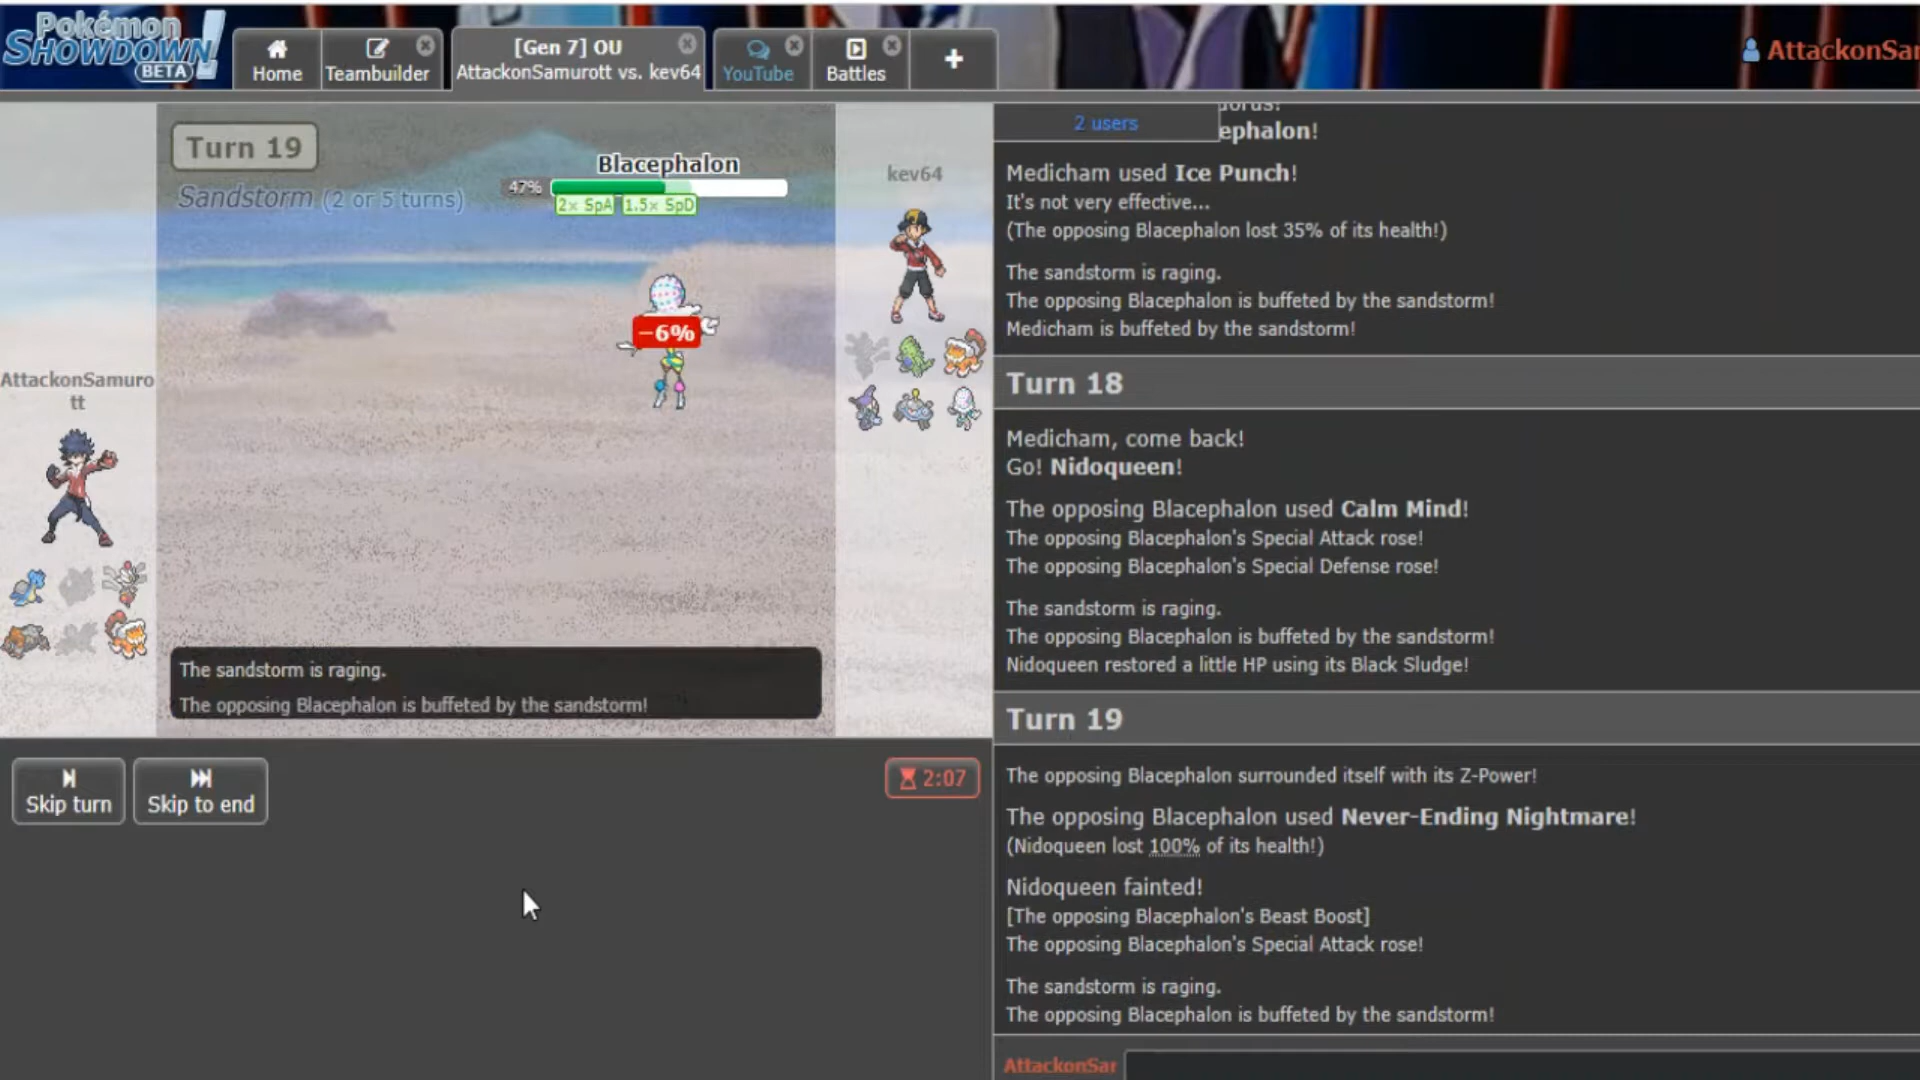 Pokémon
SHOWDOWN!
BETA
Home
Teambuilder
[Gen 7] OU
AttackonSamurott vs. kev64
YouTube
Battles
+
AttackonSar
Turn 19
Sandstorm (2 or 5 turns)
Blacephalon
47%
2× SpA 1.5× SpD
−6%
kev64
AttackonSamuro
tt
The sandstorm is raging.
The opposing Blacephalon is buffeted by the sandstorm!
Skip turn
Skip to end
2:07
2 users
ephalon!
Medicham used Ice Punch!
It's not very effective...
(The opposing Blacephalon lost 35% of its health!)
The sandstorm is raging.
The opposing Blacephalon is buffeted by the sandstorm!
Medicham is buffeted by the sandstorm!
Turn 18
Medicham, come back!
Go! Nidoqueen!
The opposing Blacephalon used Calm Mind!
The opposing Blacephalon's Special Attack rose!
The opposing Blacephalon's Special Defense rose!
The sandstorm is raging.
The opposing Blacephalon is buffeted by the sandstorm!
Nidoqueen restored a little HP using its Black Sludge!
Turn 19
The opposing Blacephalon surrounded itself with its Z-Power!
The opposing Blacephalon used Never-Ending Nightmare!
(Nidoqueen lost 100% of its health!)
Nidoqueen fainted!
[The opposing Blacephalon's Beast Boost]
The opposing Blacephalon's Special Attack rose!
The sandstorm is raging.
The opposing Blacephalon is buffeted by the sandstorm!
AttackonSar